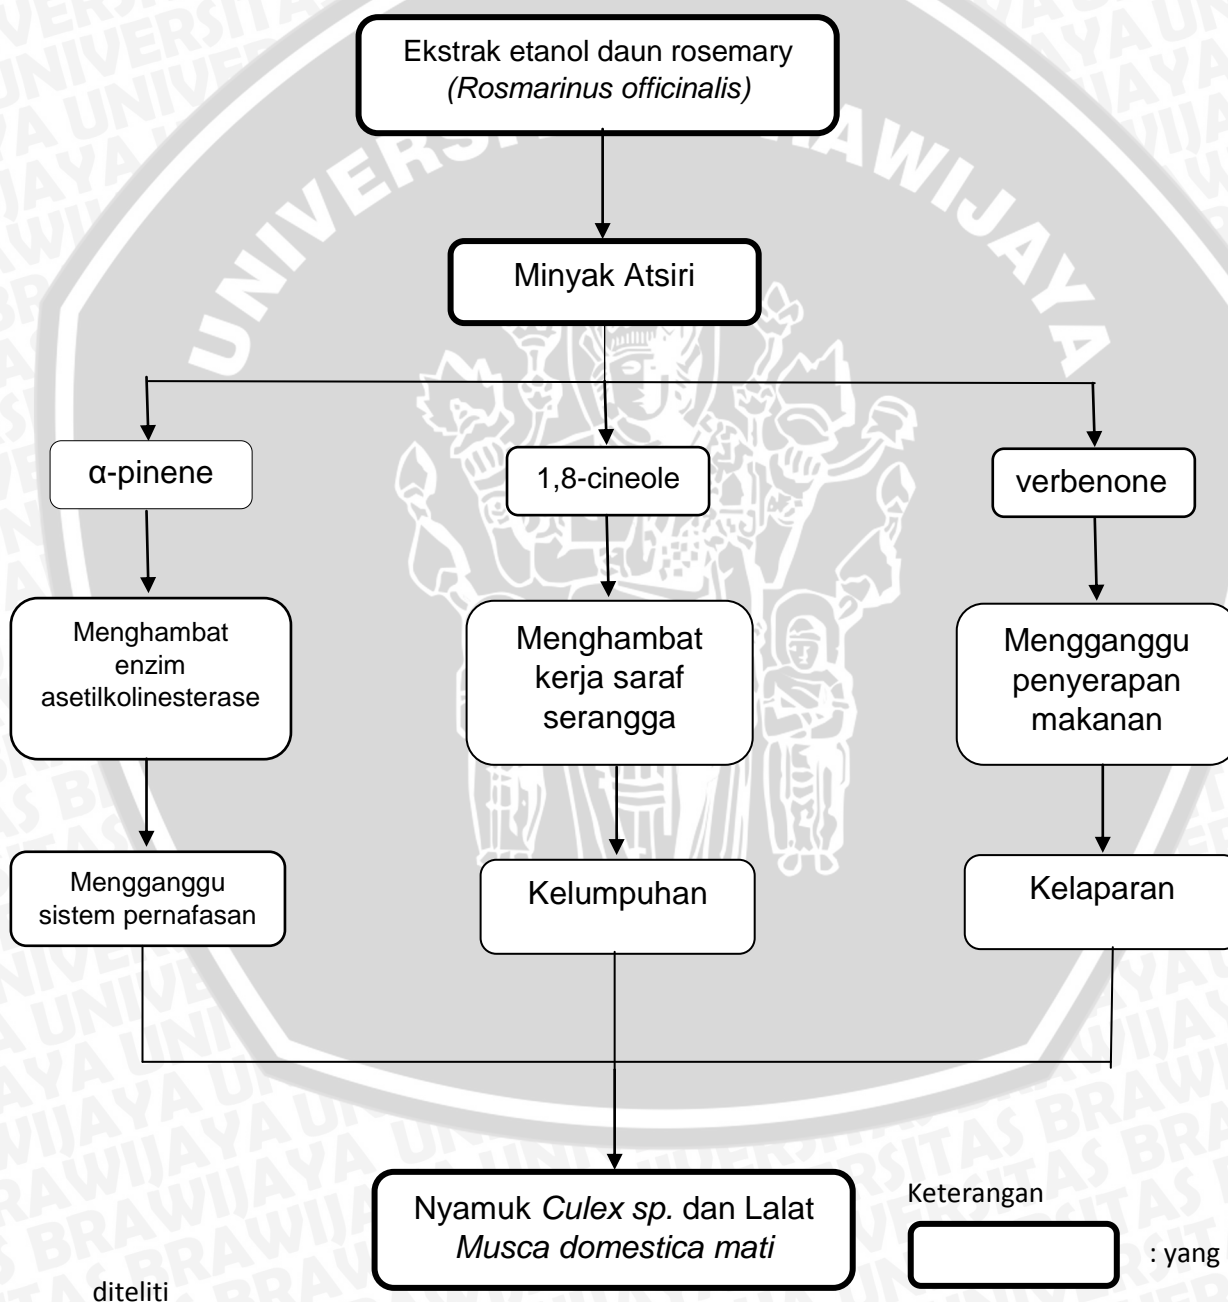 Ekstrak etanol daun rosemary
(Rosmarinus officinalis)
UNIVERSITAS BRAWIJAYA
Minyak Atsiri
α-pinene
1,8-cineole
verbenone
Menghambat
enzim
asetilkolinesterase
Menghambat
kerja saraf
serangga
Mengganggu
penyerapan
makanan
Mengganggu
sistem pernafasan
Kelumpuhan
Kelaparan
Nyamuk Culex sp. dan Lalat
Musca domestica mati
Keterangan
: yang
diteliti